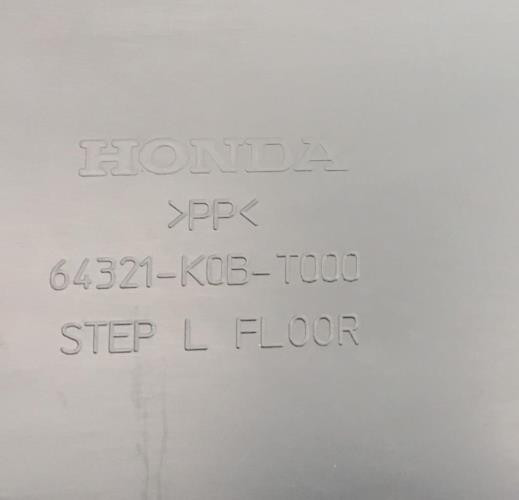 HONDA
>PP<
64321-K0B-T000
STEP L FLOOR